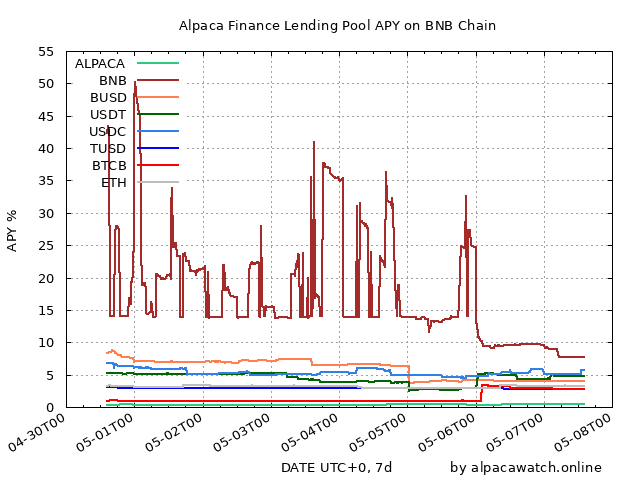 Alpaca Finance Lending Pool APY on BNB Chain
APY %
55
50
45
40
35
30
25
20
15
10
5
0
ALPACA
BNB
BUSD
USDT
USDC
TUSD
BTCB
ETH
04-30T00
05-01T00
05-02T00
05-03T00
05-04T00
05-05T00
05-06T00
05-07T00
05-08T00
DATE UTC+0, 7d
by alpacawatch.online